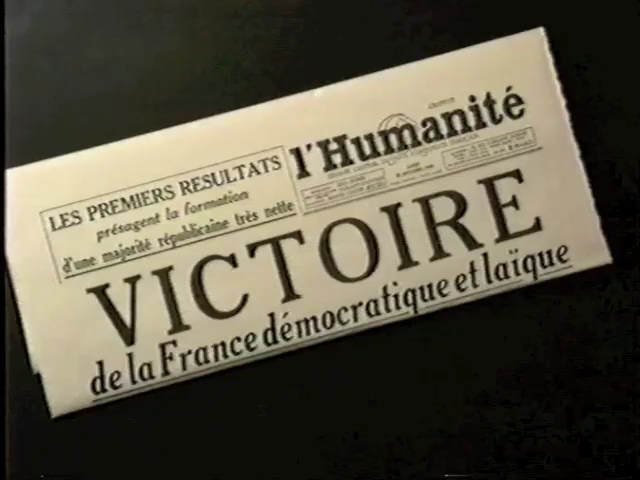 LES PREMIERS RESULTATS
présagent la formation
d'une majorité républicaine très nette
l'Humanité
VICTOIRE
de la France démocratique et laïque